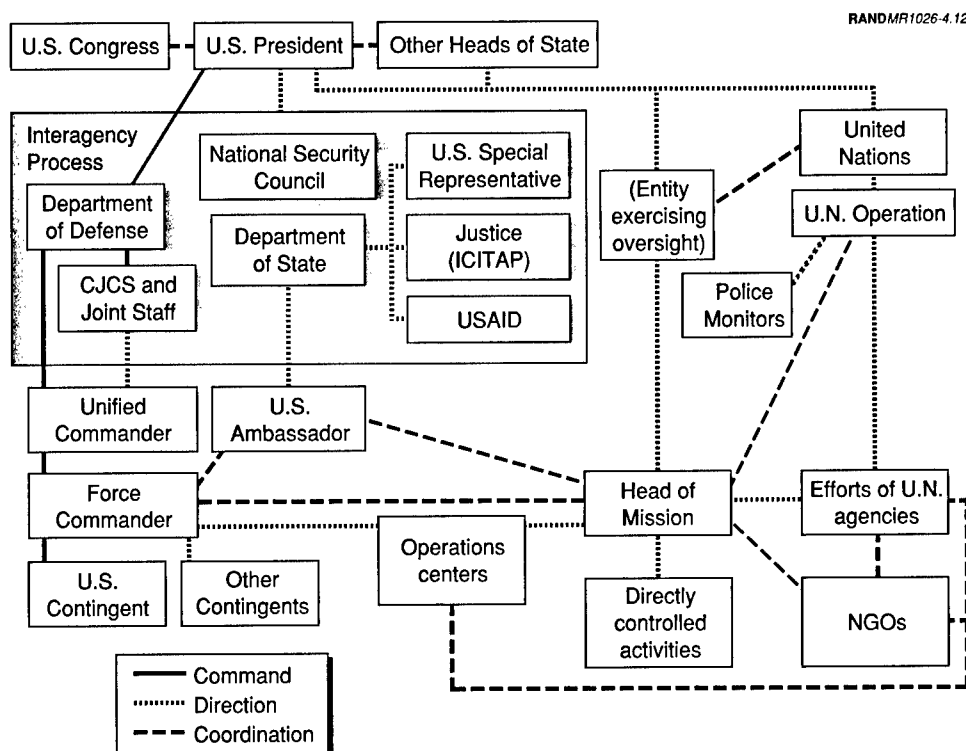 RANDMR1026-4.12
U.S. Congress
U.S. President
Other Heads of State
Interagency
Process
National Security
Council
U.S. Special
Representative
United
Nations
Department
of Defense
Department
of State
Justice
(ICITAP)
(Entity
exercising
oversight)
U.N. Operation
CJCS and
Joint Staff
USAID
Police
Monitors
Unified
Commander
U.S.
Ambassador
Force
Commander
Head of
Mission
Efforts of U.N.
agencies
Operations
centers
U.S.
Contingent
Other
Contingents
Directly
controlled
activities
NGOs
Command
Direction
Coordination